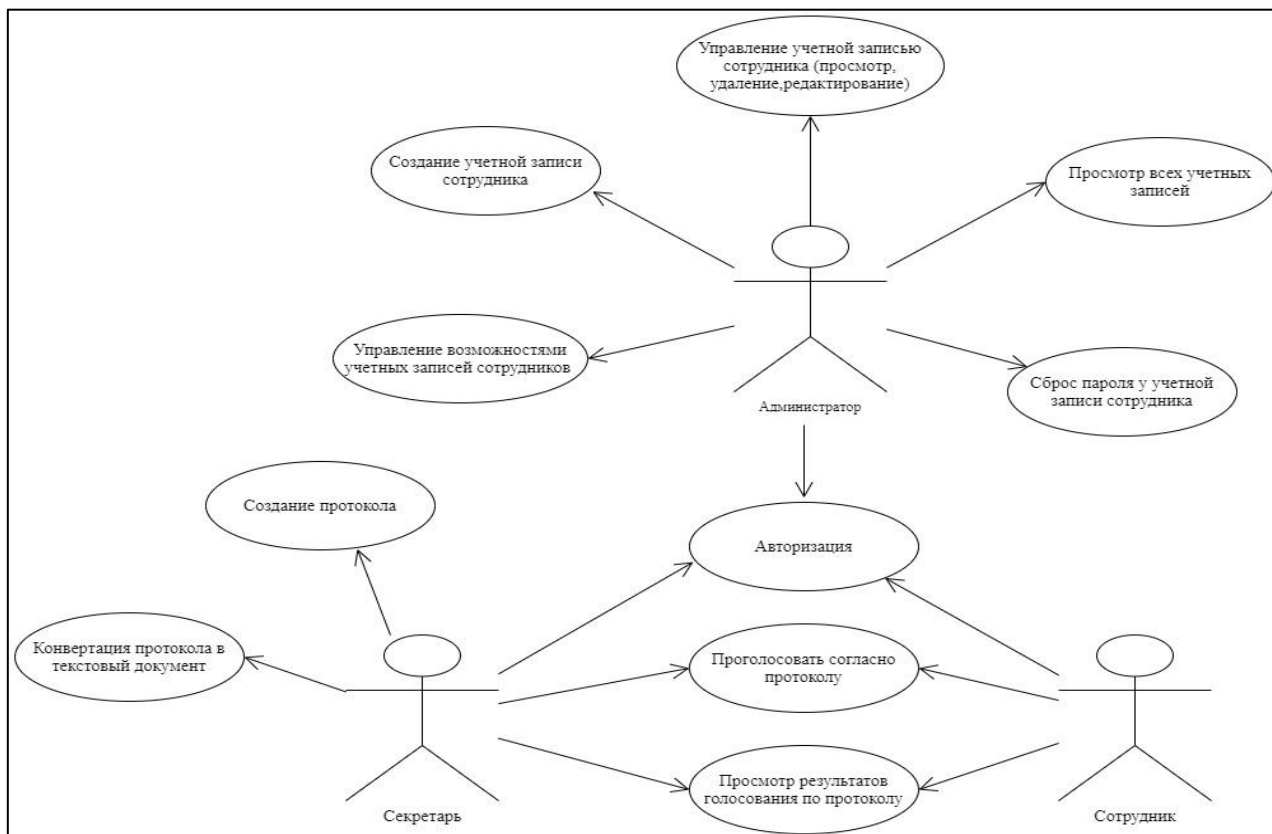 Управление учетной записью
сотрудника (просмотр,
удаление,редактирование)
Создание учетной записи
сотрудника
Просмотр всех учетных
записей
Управление возможностями
учетных записей сотрудников
Сброс пароля у учетной
записи сотрудника
Администратор
Создание протокола
Авторизация
Конвертация протокола в
текстовый документ
Проголосовать согласно
протоколу
Просмотр результатов
голосования по протоколу
Секретарь
Сотрудник